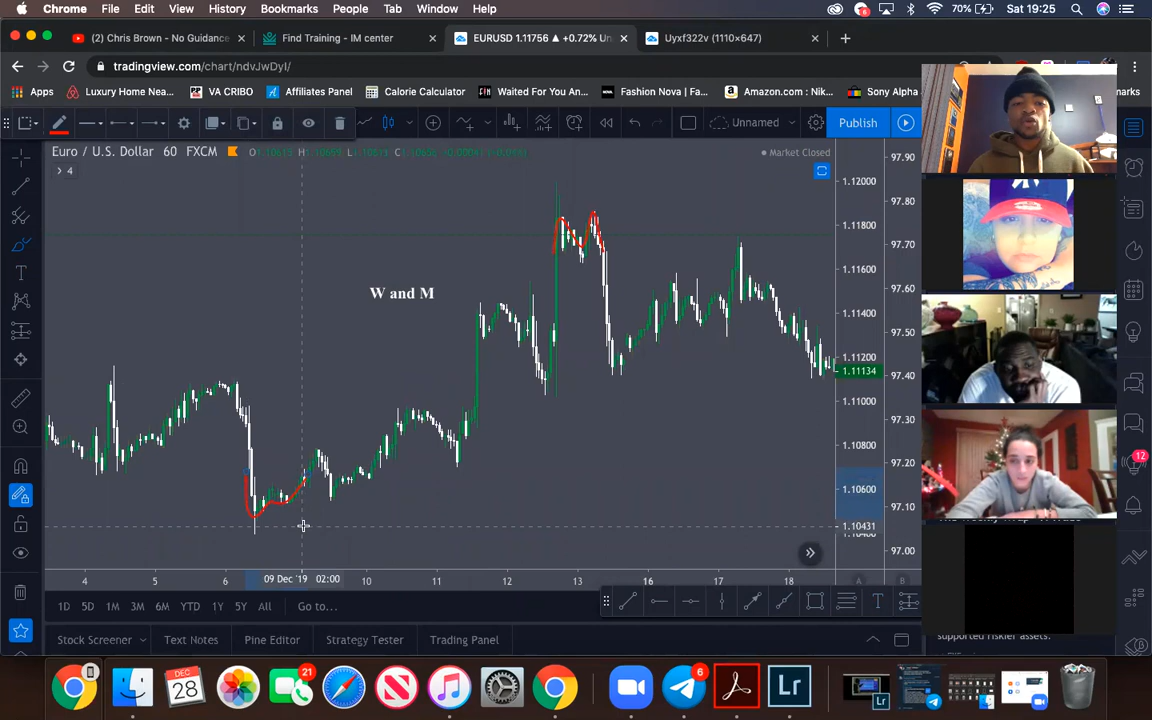 Chrome File Edit View History Bookmarks People Tab Window Help
6 70% Sat 19:25
(2) Chris Brown - No Guidance
Find Training - IM center
EURUSD 1.11756 ▲ +0.72% Un
Uyxf322v (1110×647)
tradingview.com/chart/ndvJwDyI/
Apps Luxury Home Nea... VA CRIBO Affiliates Panel Calorie Calculator Waited For You An... Fashion Nova | Fa... Amazon.com : Nik... Sony Alpha
Unnamed Publish
Euro / U.S. Dollar 60 FXCM
Market Closed
4
W and M
97.90
1.12000
97.80
1.11800
97.70
1.11600
97.60
1.11400
97.50
1.11200
1.11134
97.40
1.11000
97.30
1.10800
97.20
1.10600
97.10
1.10431
97.00
12
4 5 6 09 Dec '19 02:00 10 11 12 13 16 17 18 A B
1D 5D 1M 3M 6M YTD 1Y 5Y All Go to...
Stock Screener Text Notes Pine Editor Strategy Tester Trading Panel
supported riskier assets.
DEC
28
21
6
Lr